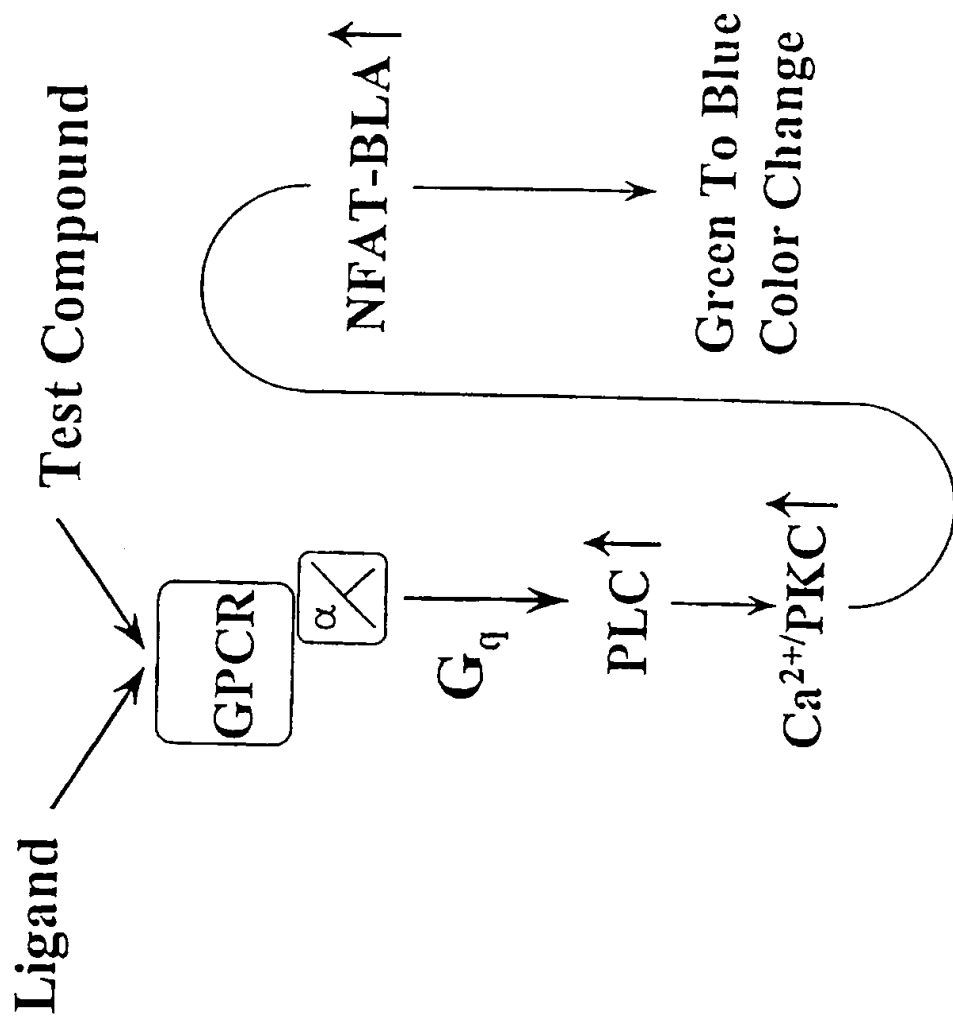 Ligand
Test Compound
GPCR
α
Gq
PLC↑
Ca²⁺/PKC↑
NFAT-BLA↑
Green To Blue
Color Change